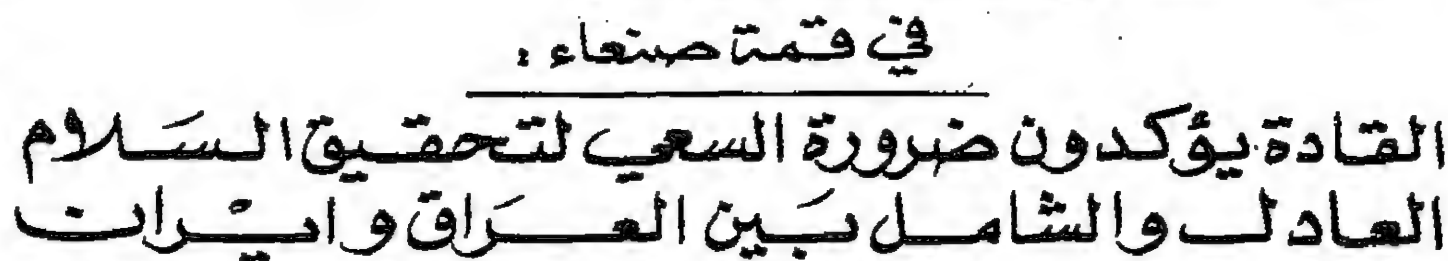 في قمة صنعاء :
القادة يؤكدون ضرورة السعي لتحقيق السلام
العادل والشامل بين العراق وايران